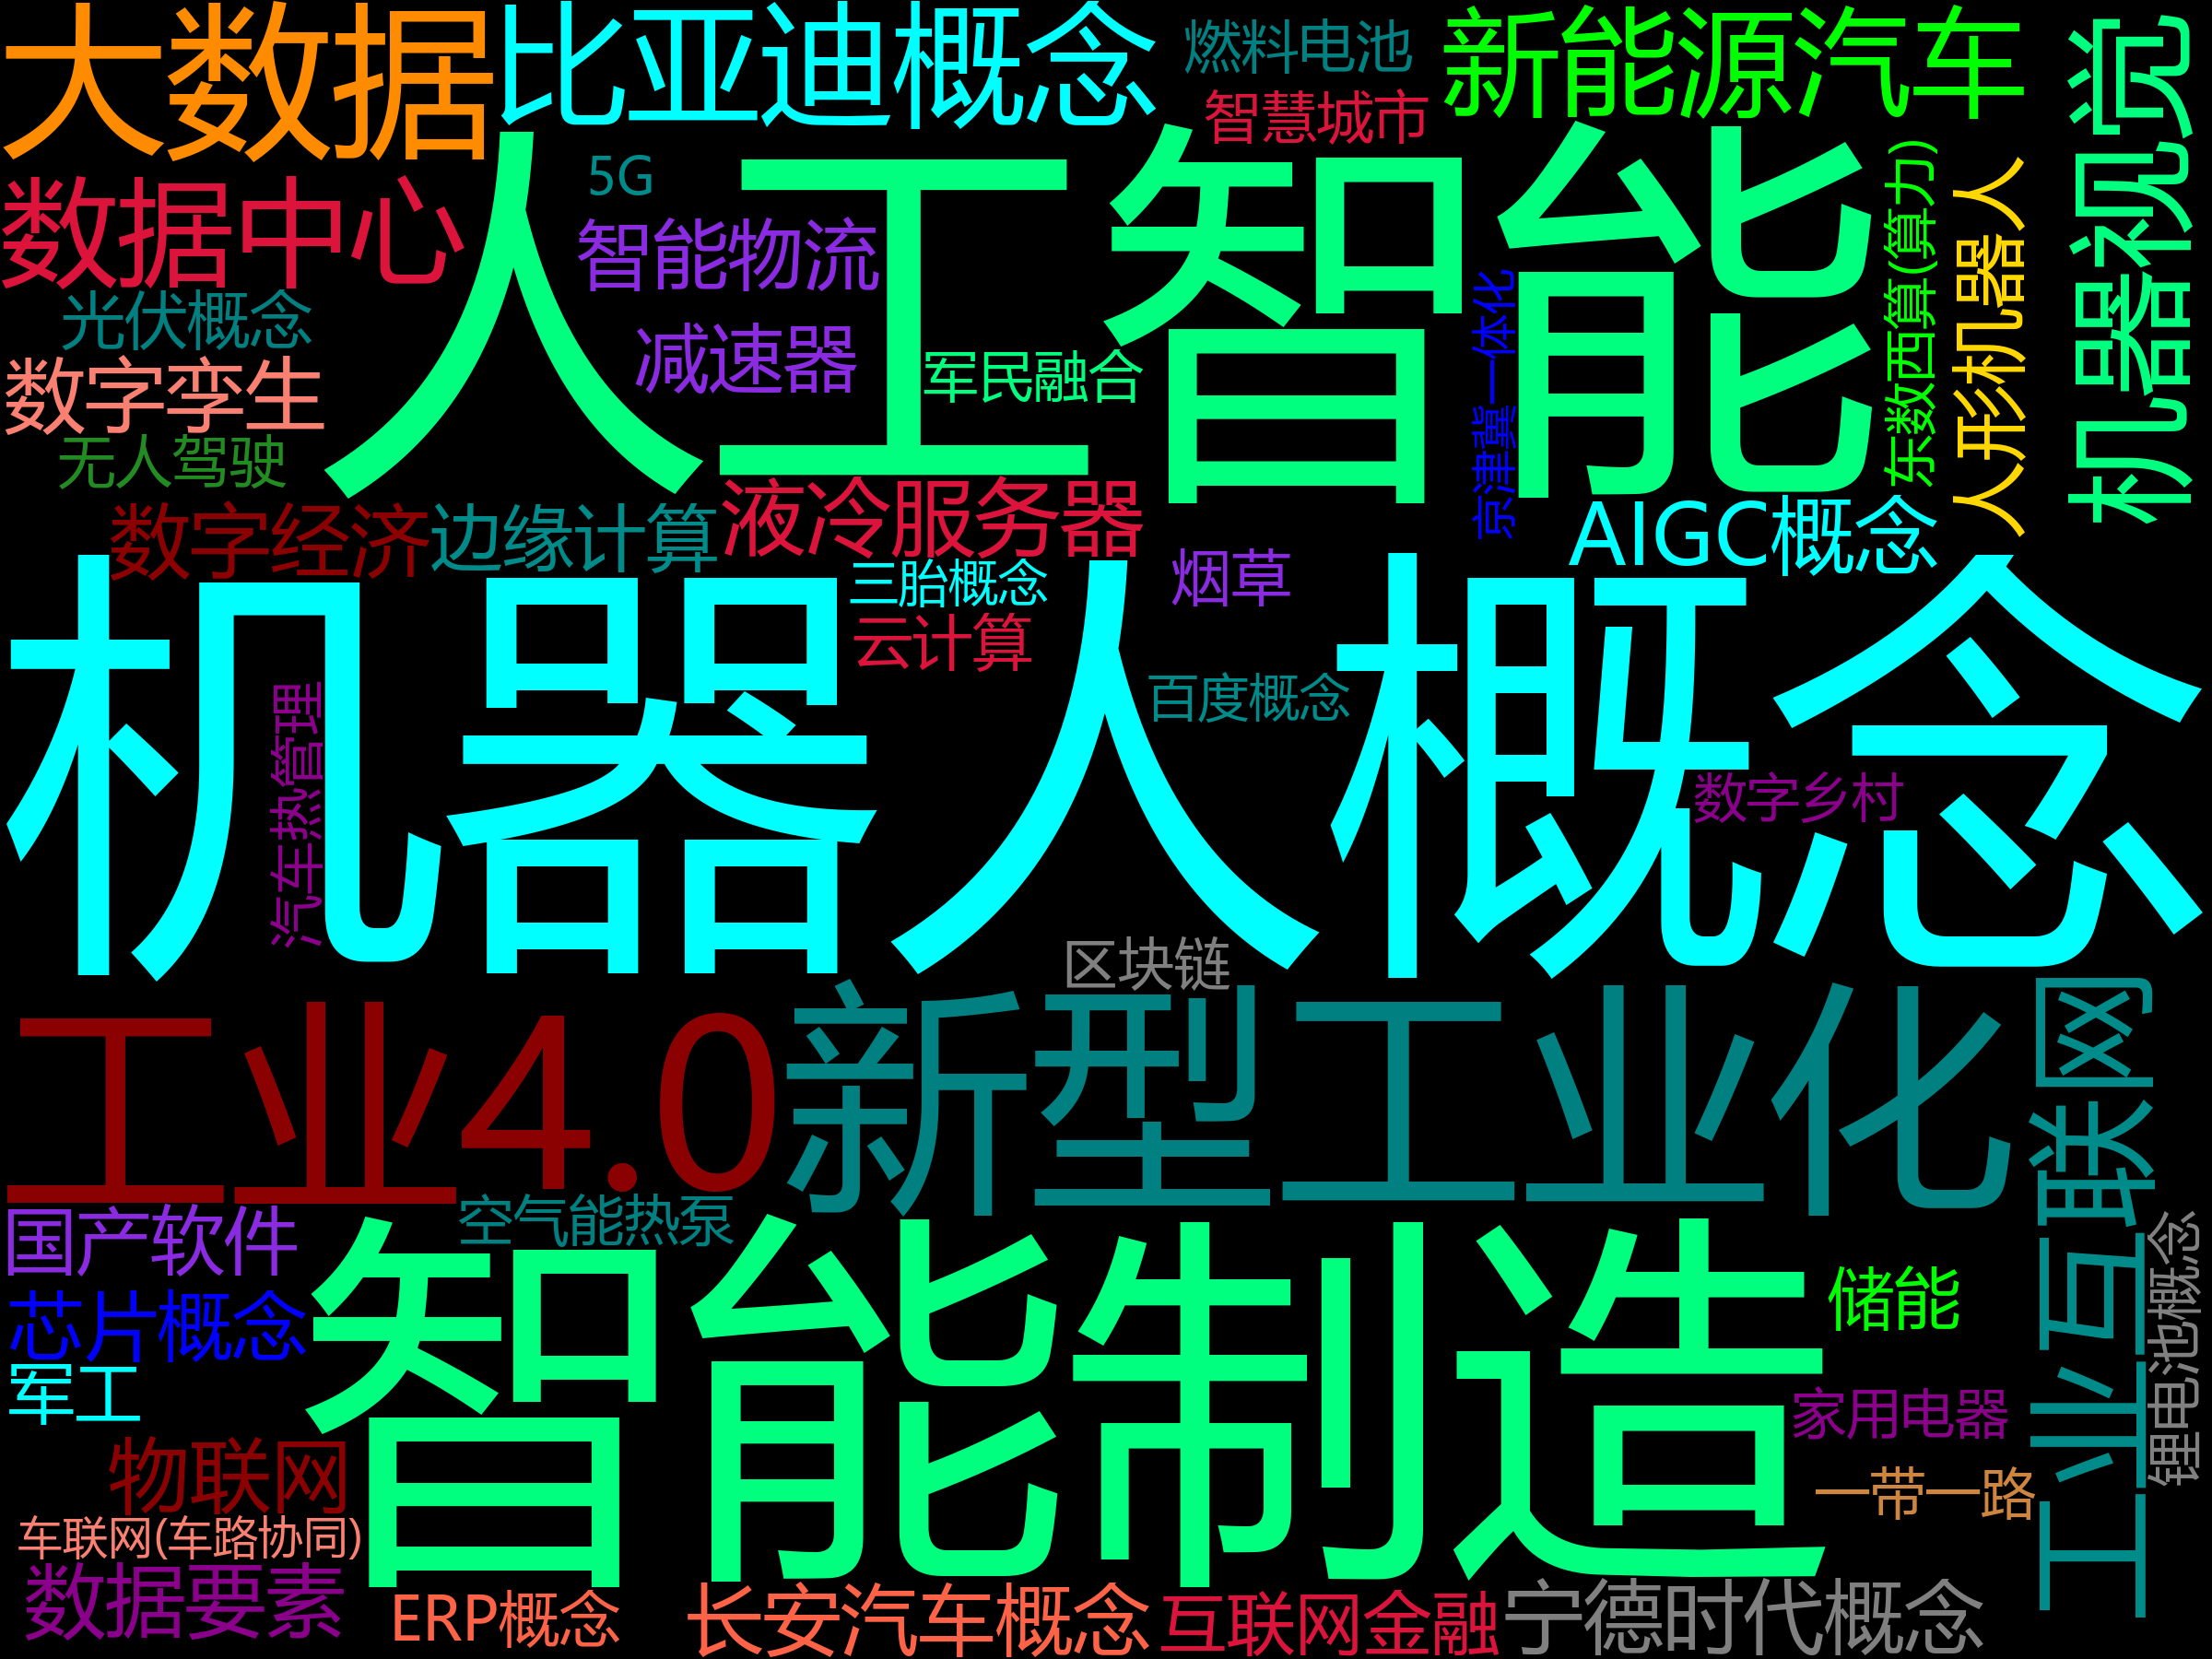 大数据
比亚迪概念
燃料电池
新能源汽车
机器视觉
智慧城市
人工智能
5G
数据中心
智能物流
东数西算(算力)
人形机器人
光伏概念
京津冀一体化
减速器
军民融合
数字孪生
无人驾驶
液冷服务器
AIGC概念
数字经济
边缘计算
烟草
三胎概念
机器人概念
云计算
百度概念
汽车热管理
数字乡村
区块链
工业4.0
新型工业化
工业互联网
国产软件
空气能热泵
智能制造
锂电池概念
储能
芯片概念
军工
家用电器
物联网
一带一路
车联网(车路协同)
数据要素
ERP概念
长安汽车概念
互联网金融
宁德时代概念